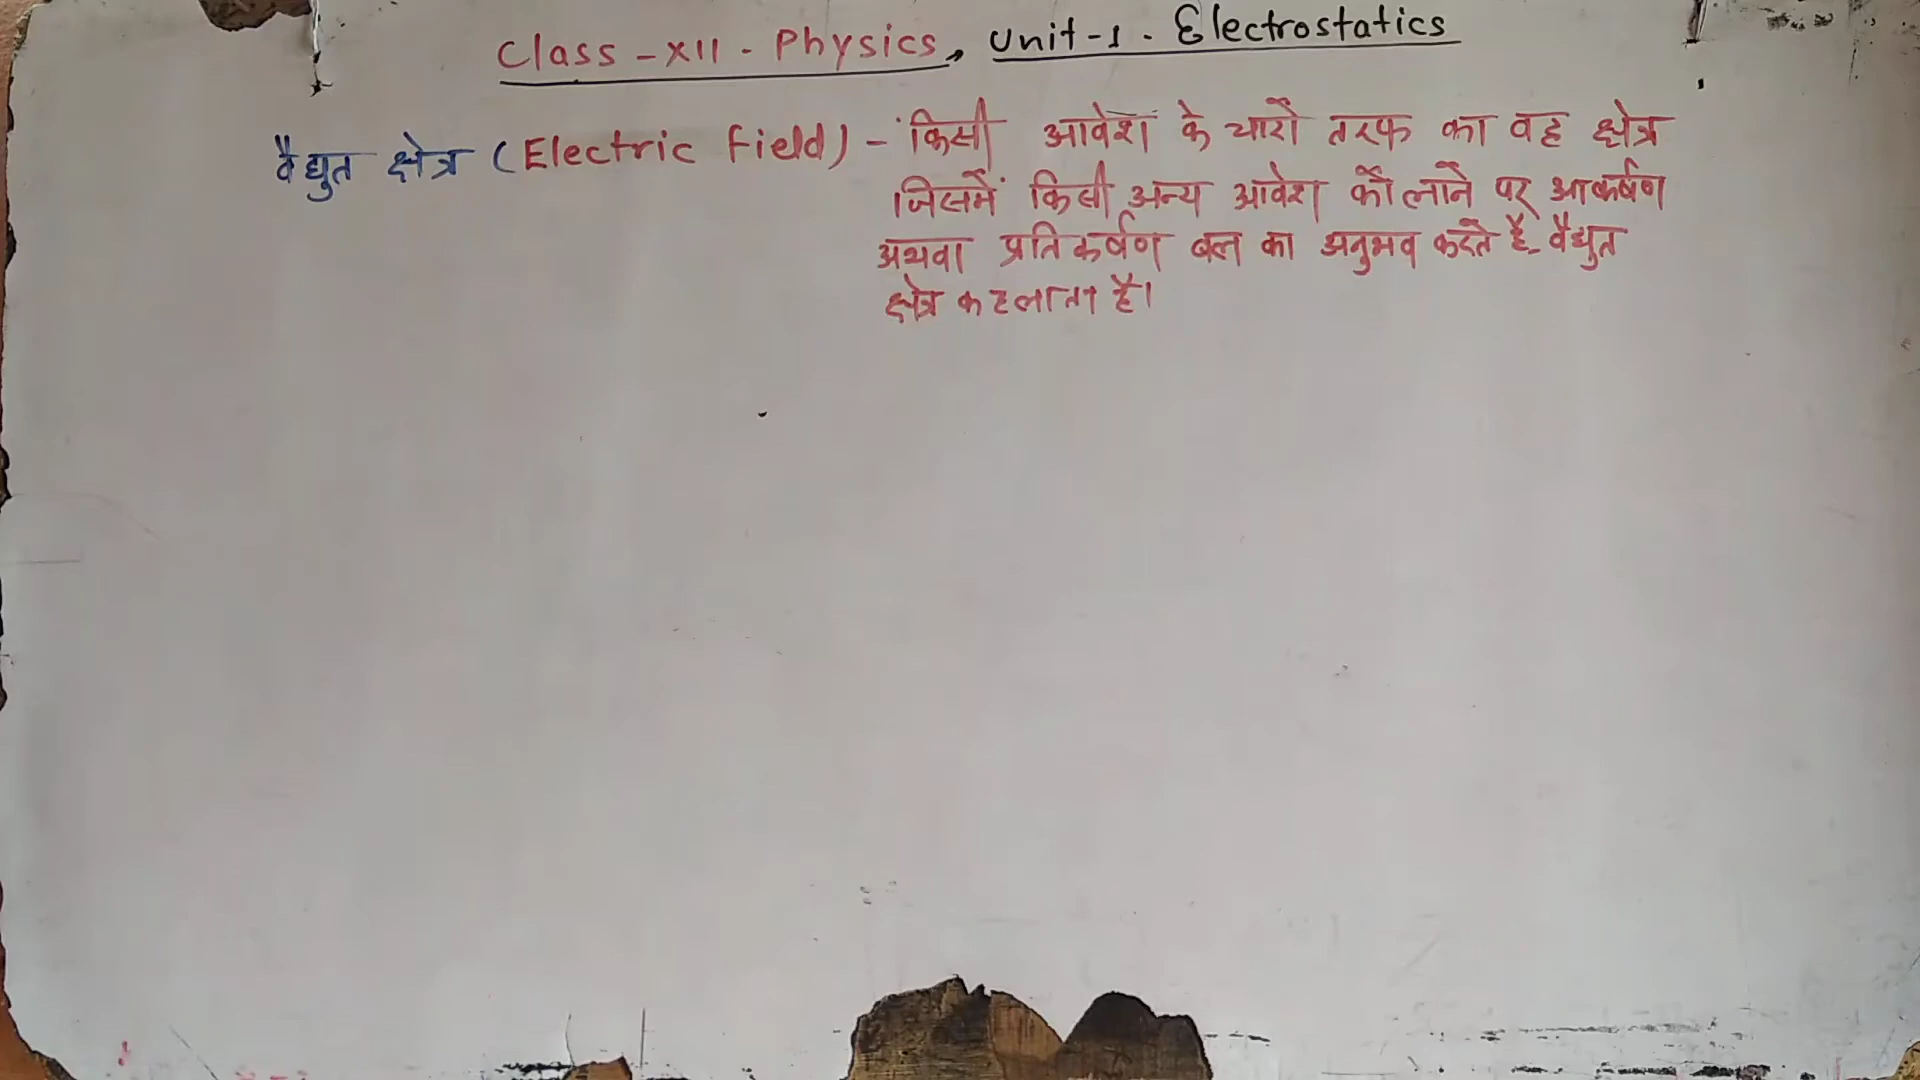 Class - XII - Physics, Unit-1. Electrostatics
वैद्युत क्षेत्र (Electric Field) - किसी आवेश के चारों तरफ का वह क्षेत्र
जिसमें किसी अन्य आवेश को लाने पर आकर्षण
अथवा प्रतिकर्षण बल का अनुभव करते है, वैद्युत
क्षेत्र कहलाता है।